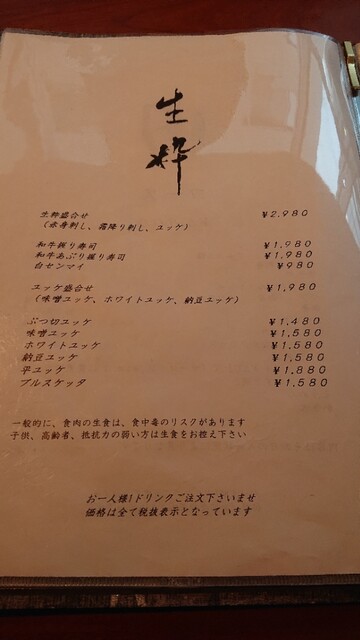 生粋
生粋盛合せ ¥2,980
(赤身刺し、霜降り刺し、ユッケ)
和牛握り寿司 ¥1,980
和牛あぶり握り寿司 ¥1,980
白センマイ ¥980
ユッケ盛合せ ¥1,980
(味噌ユッケ、ホワイトユッケ、納豆ユッケ)
ぶつ切ユッケ ¥1,480
味噌ユッケ ¥1,580
ホワイトユッケ ¥1,580
納豆ユッケ ¥1,580
平ユッケ ¥1,880
ブルスケッタ ¥1,580
一般的に、食肉の生食は、食中毒のリスクがあります
子供、高齢者、抵抗力の弱い方は生食をお控え下さい
お一人様1ドリンクご注文下さいませ
価格は全て税抜表示となっています